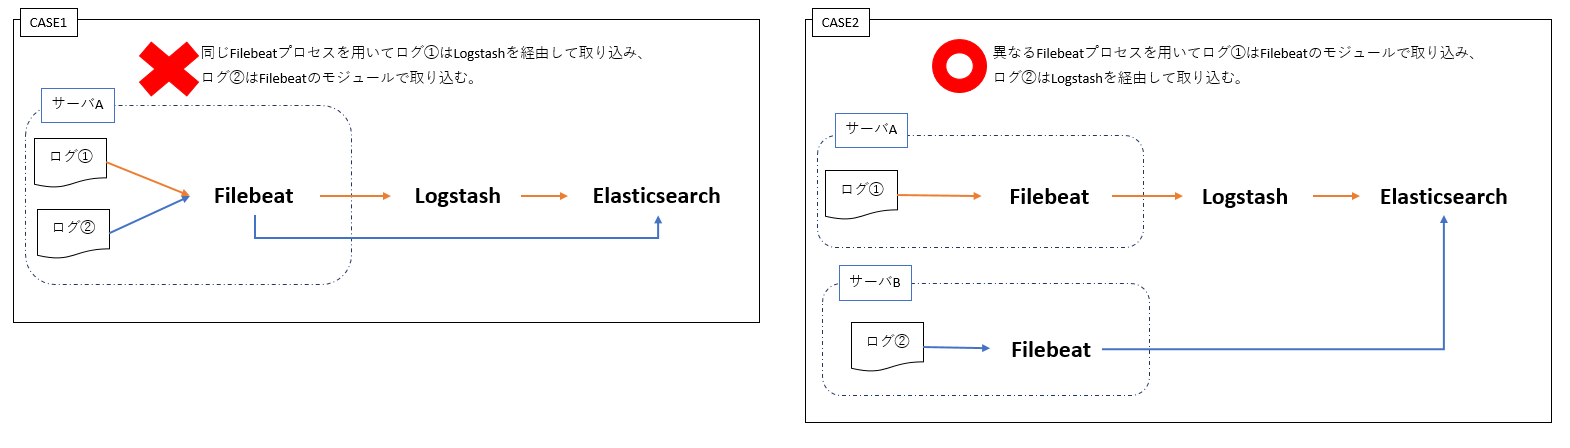 CASE1
同じFilebeatプロセスを用いてログ①はLogstashを経由して取り込み、
ログ②はFilebeatのモジュールで取り込む。
サーバA
ログ①
ログ②
Filebeat
Logstash
Elasticsearch
CASE2
異なるFilebeatプロセスを用いてログ①はFilebeatのモジュールで取り込み、
ログ②はLogstashを経由して取り込む。
サーバA
ログ①
Filebeat
Logstash
Elasticsearch
サーバB
ログ②
Filebeat